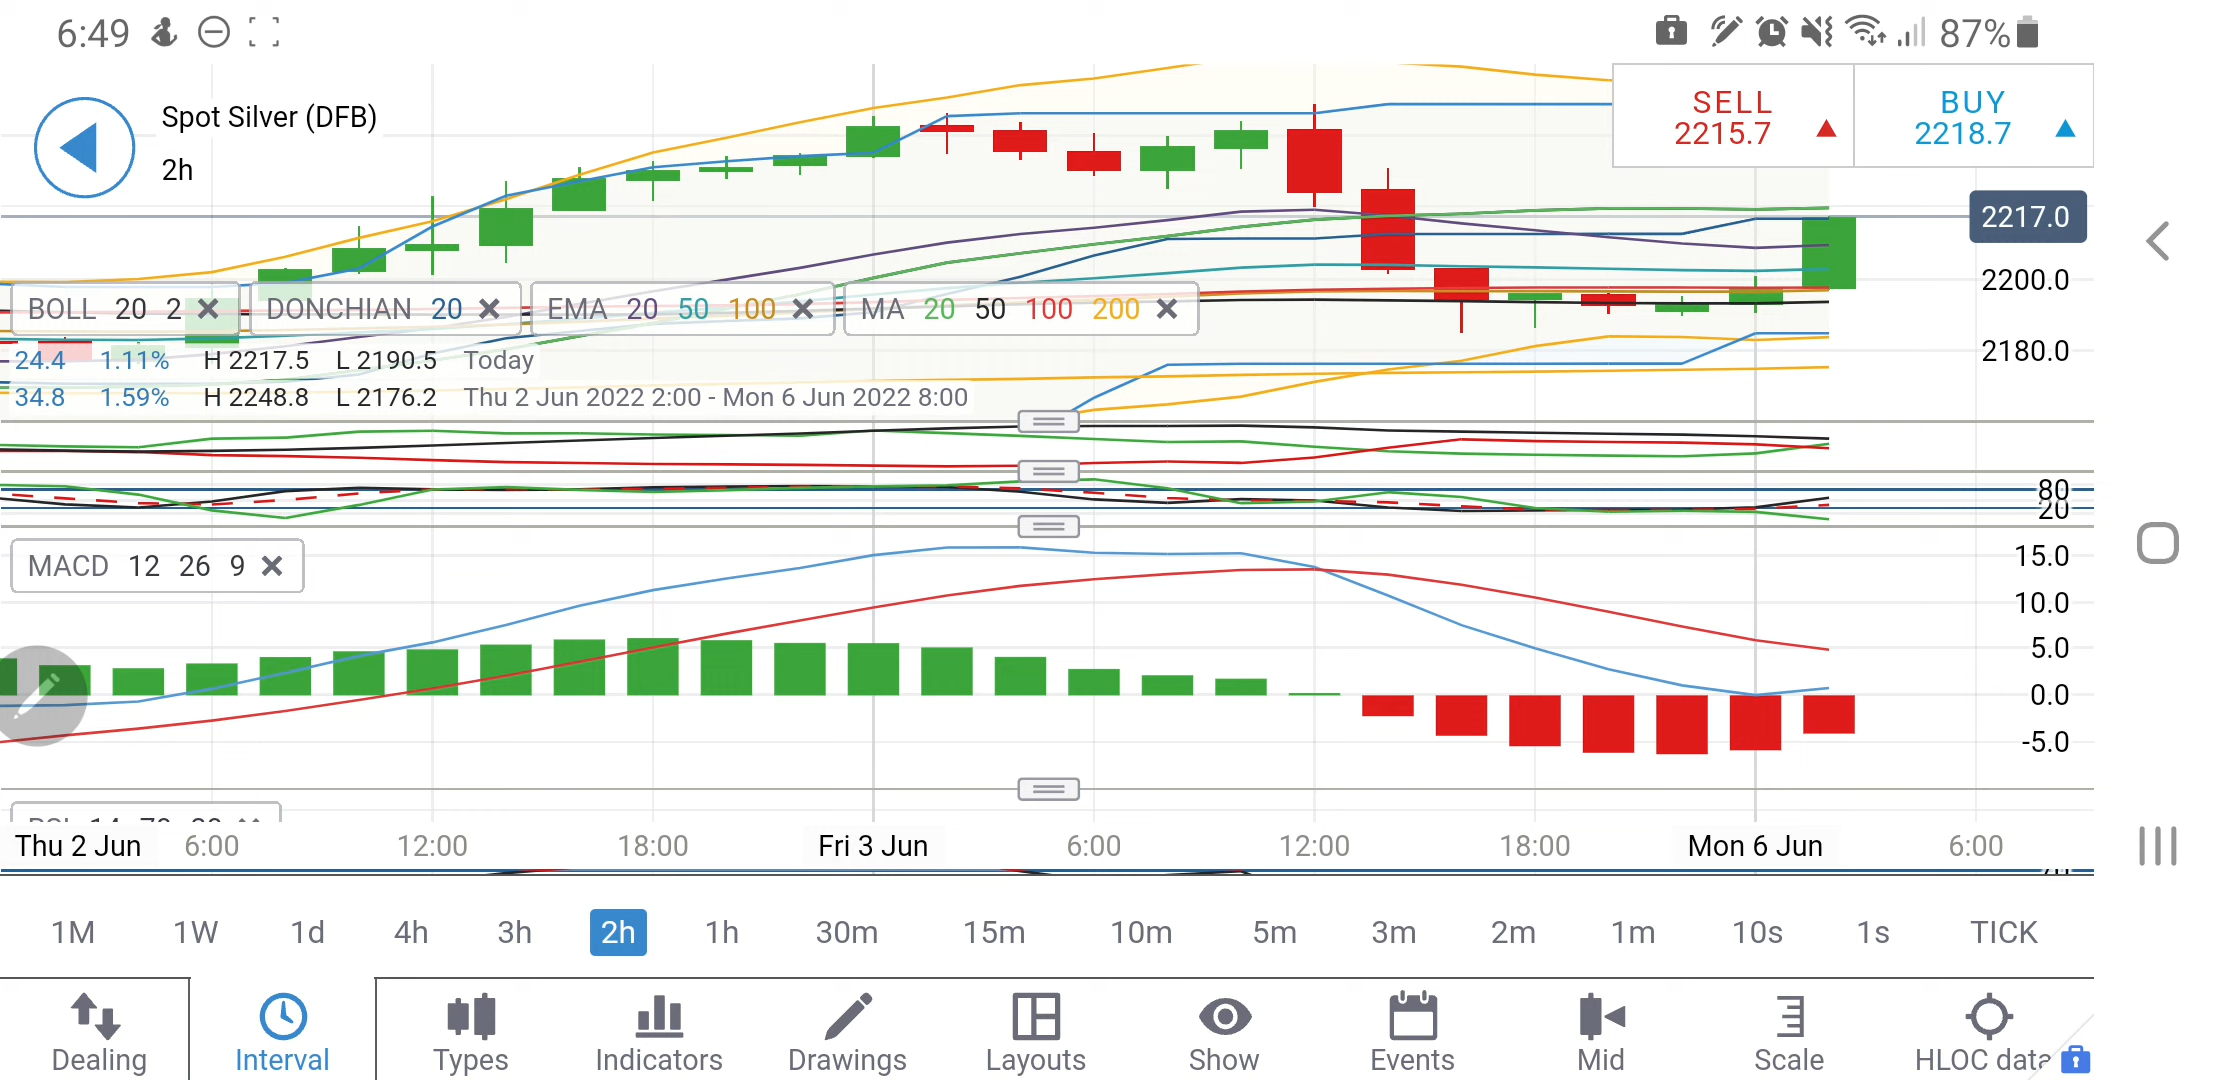 6:49
87%
Spot Silver (DFB)
2h
SELL
2215.7
BUY
2218.7
2217.0
2200.0
2180.0
BOLL 20 2
DONCHIAN 20
EMA 20 50 100
MA 20 50 100 200
24.4 1.11% H 2217.5 L 2190.5 Today
34.8 1.59% H 2248.8 L 2176.2 Thu 2 Jun 2022 2:00 - Mon 6 Jun 2022 8:00
80
20
MACD 12 26 9
15.0
10.0
5.0
0.0
-5.0
Thu 2 Jun 6:00 12:00 18:00 Fri 3 Jun 6:00 12:00 18:00 Mon 6 Jun 6:00
1M 1W 1d 4h 3h 2h 1h 30m 15m 10m 5m 3m 2m 1m 10s 1s TICK
Dealing Interval Types Indicators Drawings Layouts Show Events Mid Scale HLOC data